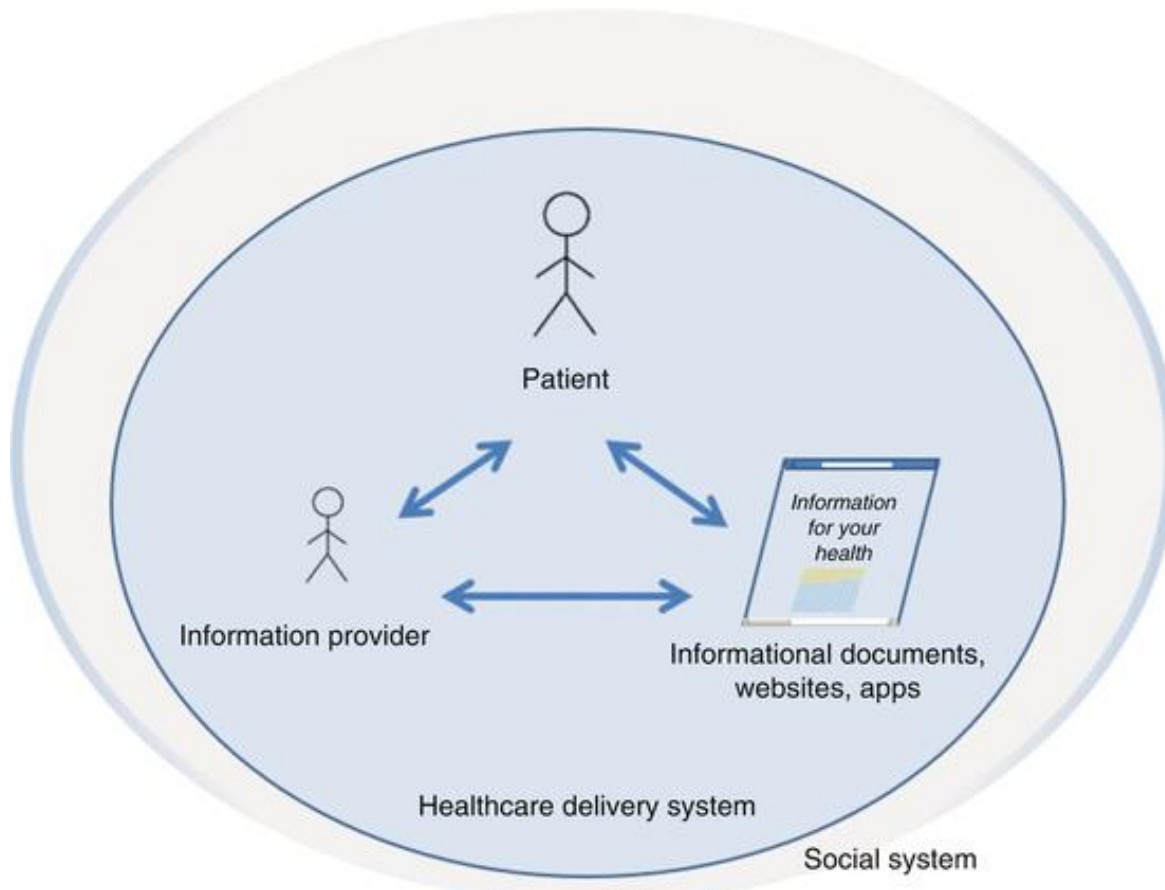 Patient
Information
for your
health
Information provider
Informational documents,
websites, apps
Healthcare delivery system
Social system